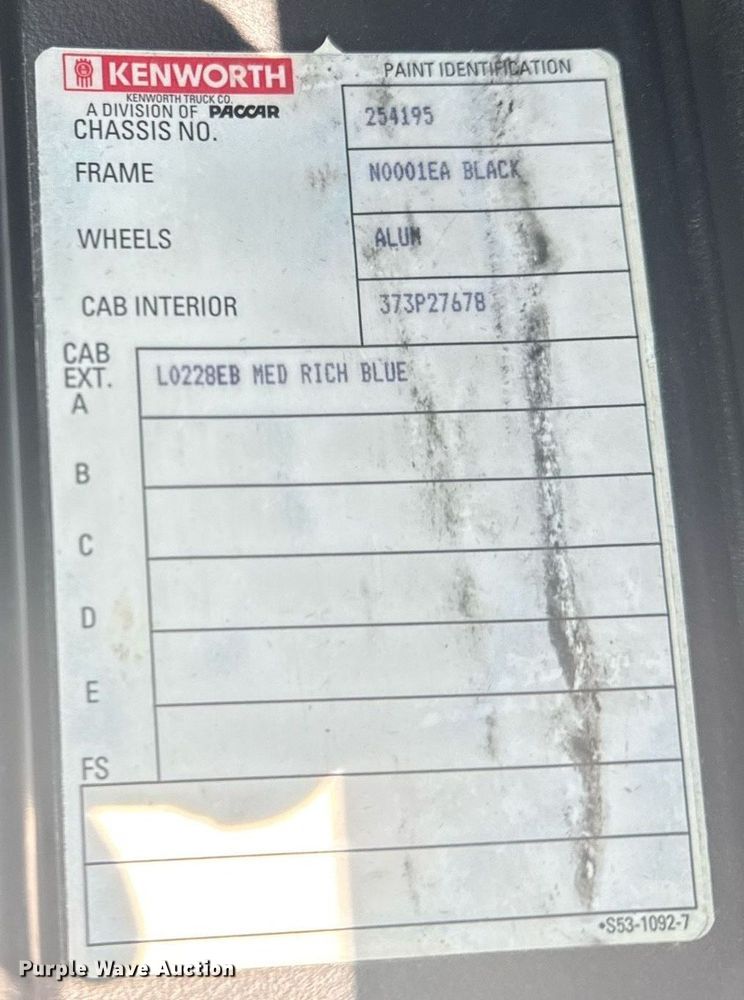 KENWORTH
KENWORTH TRUCK CO.
A DIVISION OF PACCAR
PAINT IDENTIFICATION
CHASSIS NO. 254195
FRAME N0001EA BLACK
WHEELS ALUM
CAB INTERIOR 373P27678
CAB
EXT.
A L0228EB MED RICH BLUE
B
C
D
E
FS
•S53-1092-7
Purple Wave Auction